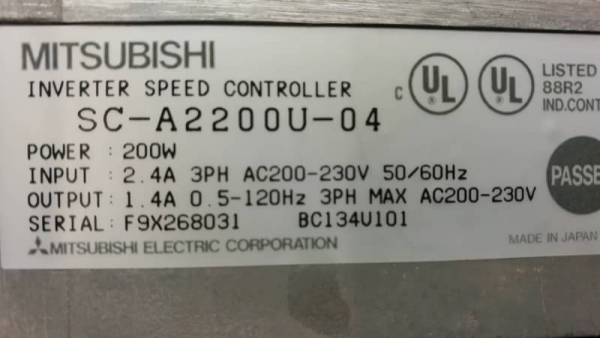 MITSUBISHI
INVERTER SPEED CONTROLLER
SC-A2200U-04
C UL® UL® LISTED
88R2
IND.CONT
POWER : 200W
INPUT : 2.4A 3PH AC200-230V 50/60Hz
OUTPUT: 1.4A 0.5-120Hz 3PH MAX AC200-230V
SERIAL: F9X268031 BC134U101
PASSE
MITSUBISHI ELECTRIC CORPORATION
MADE IN JAPAN